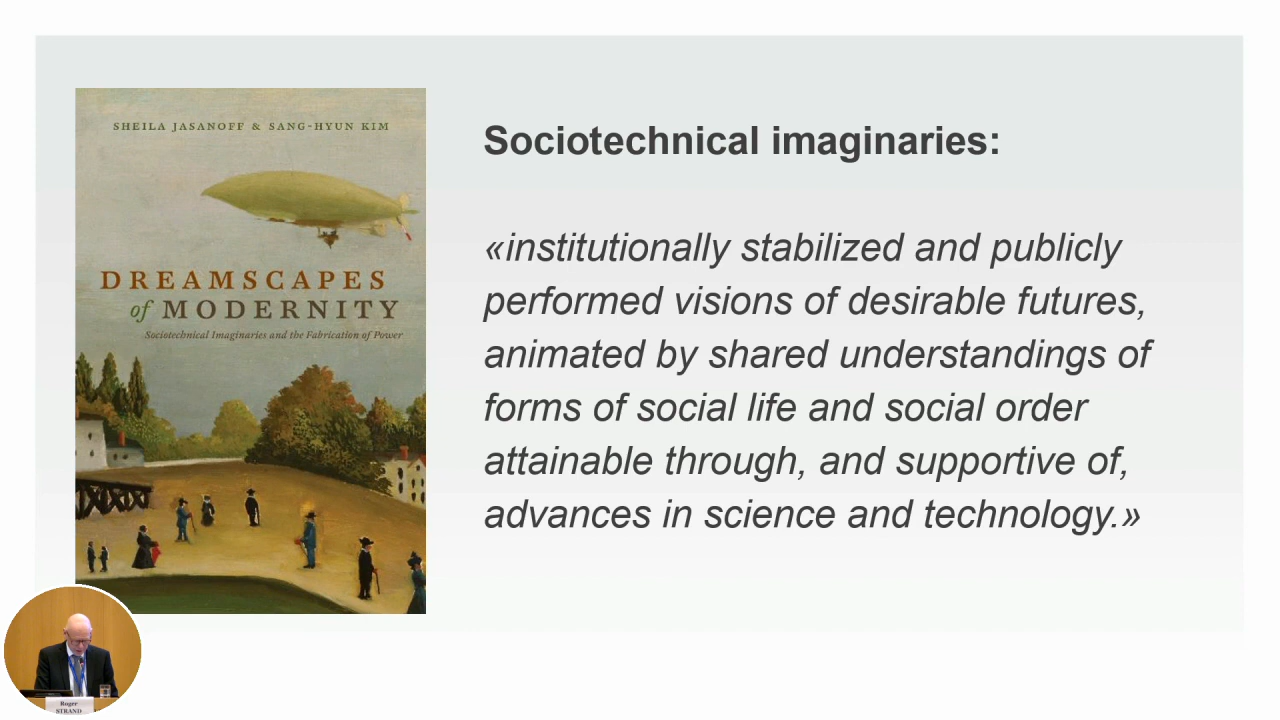 SHEILA JASANOFF & SANG-HYUN KIM
DREAMSCAPES
of MODERNITY
Sociotechnical Imaginaries and the Fabrication of Power
Sociotechnical imaginaries:
«institutionally stabilized and publicly
performed visions of desirable futures,
animated by shared understandings of
forms of social life and social order
attainable through, and supportive of,
advances in science and technology.»
Roger
STRAND